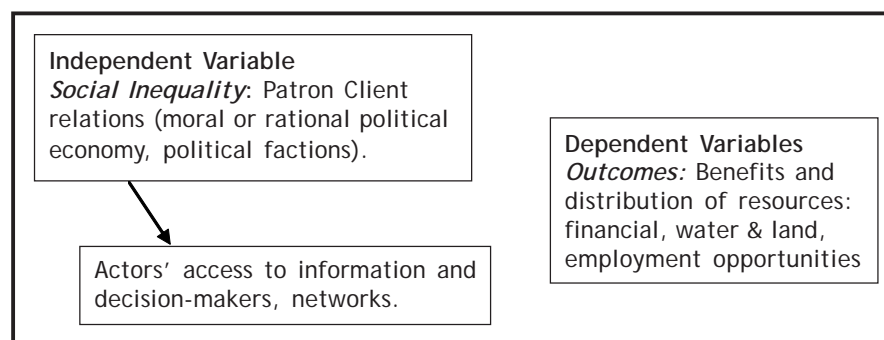 Independent Variable
Social Inequality: Patron Client
relations (moral or rational political
economy, political factions).
Dependent Variables
Outcomes: Benefits and
distribution of resources:
financial, water & land,
employment opportunities
Actors’ access to information and
decision-makers, networks.